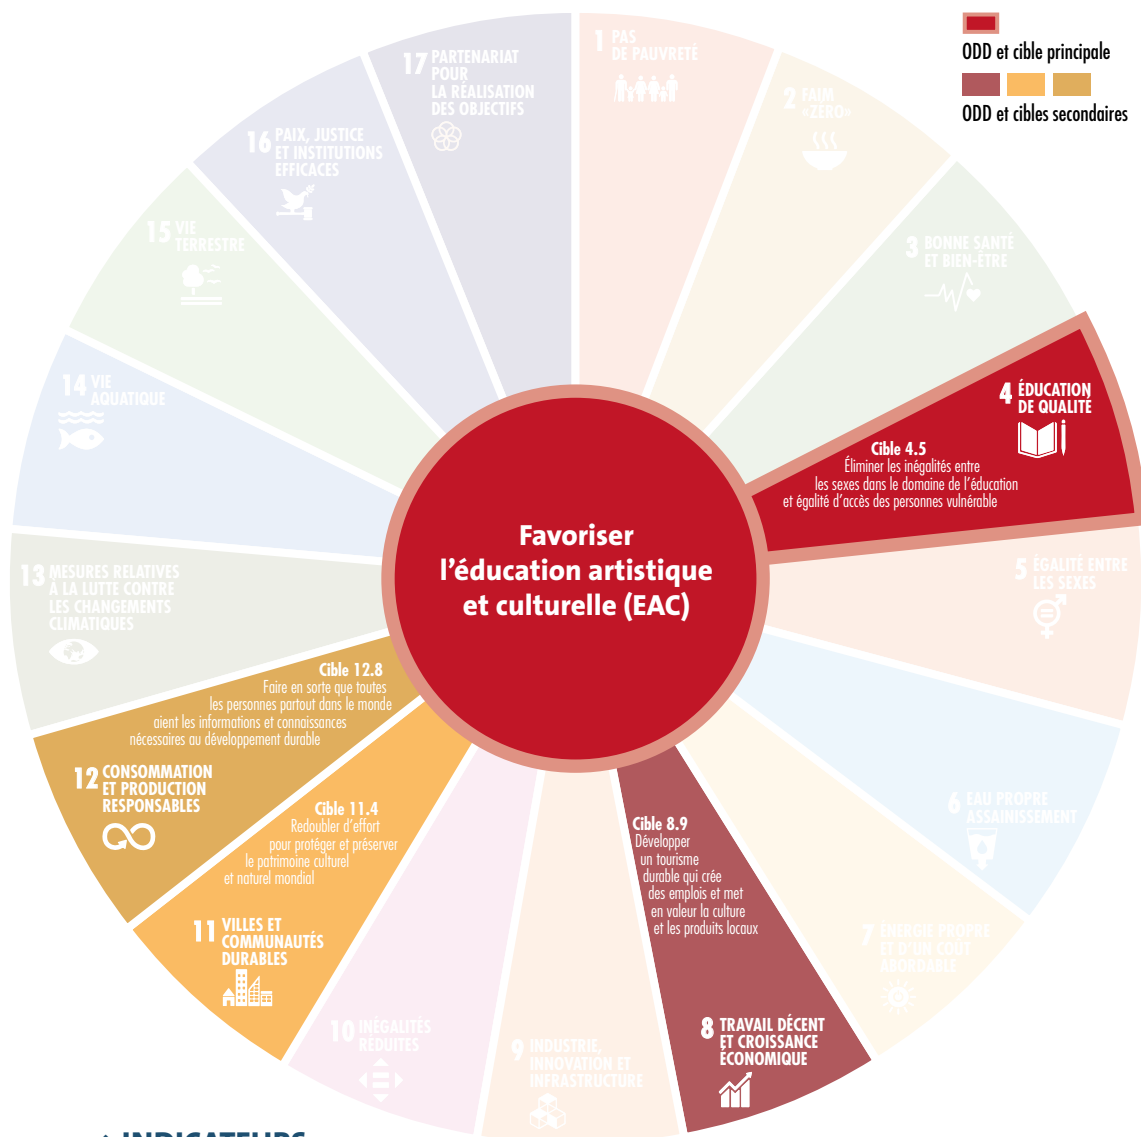 ODD et cible principale
ODD et cibles secondaires
1 PAS
DE PAUVRETÉ
2 FAIM
«ZERO»
3 BONNE SANTÉ
ET BIEN-ÊTRE
4 ÉDUCATION
DE QUALITÉ
Cible 4.5
Éliminer les inégalités entre
les sexes dans le domaine de l'éducation
et égalité d'accès des personnes vulnérable
5 ÉGALITÉ ENTRE
LES SEXES
6 EAU PROPRE
ASSAINISSEMENT
7 ÉNERGIE PROPRE
ET D'UN COÛT
ABORDABLE
Cible 8.9
Développer
un tourisme
durable qui crée
des emplois et met
en valeur la culture
et les produits locaux
8 TRAVAIL DÉCENT
ET CROISSANCE
ÉCONOMIQUE
9 INDUSTRIE,
INNOVATION ET
INFRASTRUCTURE
10 INÉGALITÉS
RÉDUITES
Cible 11.4
Redoubler d'effort
pour protéger et préserver
le patrimoine culturel
et naturel mondial
11 VILLES ET
COMMUNAUTÉS
DURABLES
Cible 12.8
Faire en sorte que toutes
les personnes partout dans le monde
aient les informations et connaissances
nécessaires au développement durable
12 CONSOMMATION
ET PRODUCTION
RESPONSABLES
13 MESURES RELATIVES
À LA LUTTE CONTRE
LES CHANGEMENTS
CLIMATIQUES
14 VIE
AQUATIQUE
15 VIE
TERRESTRE
16 PAIX, JUSTICE
ET INSTITUTIONS
EFFICACES
17 PARTENARIAT
POUR
LA RÉALISATION
DES OBJECTIFS
Favoriser
l'éducation artistique
et culturelle (EAC)
INDICATEURS